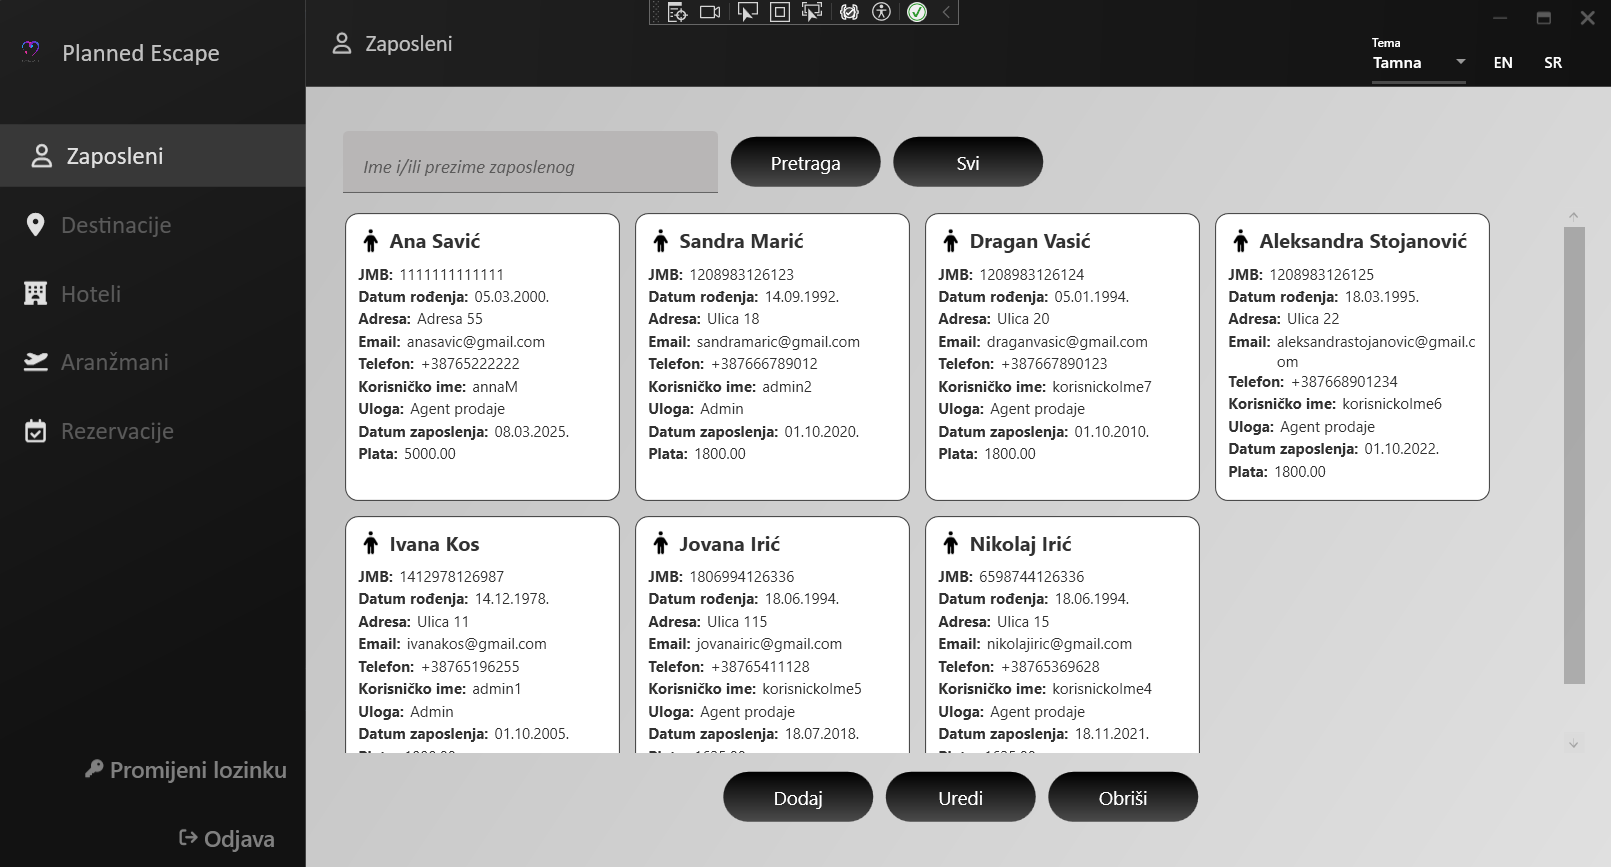 Planned Escape
Zaposleni
Destinacije
Hoteli
Aranžmani
Rezervacije
Promijeni lozinku
Odjava
Zaposleni
Tema
Tamna
EN
SR
Ime i/ili prezime zaposlenog
Pretraga
Svi
Ana Savić
JMB: 1111111111111
Datum rođenja: 05.03.2000.
Adresa: Adresa 55
Email: anasavic@gmail.com
Telefon: +38765222222
Korisničko ime: annaM
Uloga: Agent prodaje
Datum zaposlenja: 08.03.2025.
Plata: 5000.00
Sandra Marić
JMB: 1208983126123
Datum rođenja: 14.09.1992.
Adresa: Ulica 18
Email: sandramaric@gmail.com
Telefon: +387666789012
Korisničko ime: admin2
Uloga: Admin
Datum zaposlenja: 01.10.2020.
Plata: 1800.00
Dragan Vasić
JMB: 1208983126124
Datum rođenja: 05.01.1994.
Adresa: Ulica 20
Email: draganvasic@gmail.com
Telefon: +387667890123
Korisničko ime: korisnickoIme7
Uloga: Agent prodaje
Datum zaposlenja: 01.10.2010.
Plata: 1800.00
Aleksandra Stojanović
JMB: 1208983126125
Datum rođenja: 18.03.1995.
Adresa: Ulica 22
Email: aleksandrastojanovic@gmail.c
om
Telefon: +387668901234
Korisničko ime: korisnickoIme6
Uloga: Agent prodaje
Datum zaposlenja: 01.10.2022.
Plata: 1800.00
Ivana Kos
JMB: 1412978126987
Datum rođenja: 14.12.1978.
Adresa: Ulica 11
Email: ivanakos@gmail.com
Telefon: +38765196255
Korisničko ime: admin1
Uloga: Admin
Datum zaposlenja: 01.10.2005.
Jovana Irić
JMB: 1806994126336
Datum rođenja: 18.06.1994.
Adresa: Ulica 115
Email: jovanairic@gmail.com
Telefon: +38765411128
Korisničko ime: korisnickoIme5
Uloga: Agent prodaje
Datum zaposlenja: 18.07.2018.
Nikolaj Irić
JMB: 6598744126336
Datum rođenja: 18.06.1994.
Adresa: Ulica 15
Email: nikolajiric@gmail.com
Telefon: +38765369628
Korisničko ime: korisnickoIme4
Uloga: Agent prodaje
Datum zaposlenja: 18.11.2021.
Dodaj
Uredi
Obriši